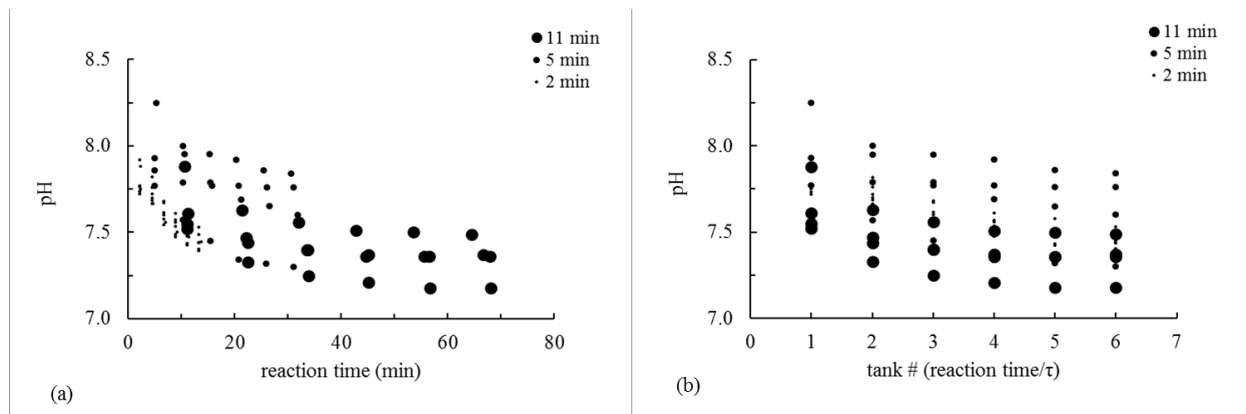 11 min
5 min
2 min
8.5
8.0
7.5
7.0
pH
0
20
40
60
80
reaction time (min)
(a)
11 min
5 min
2 min
8.5
8.0
7.5
7.0
pH
0
1
2
3
4
5
6
7
tank # (reaction time/τ)
(b)